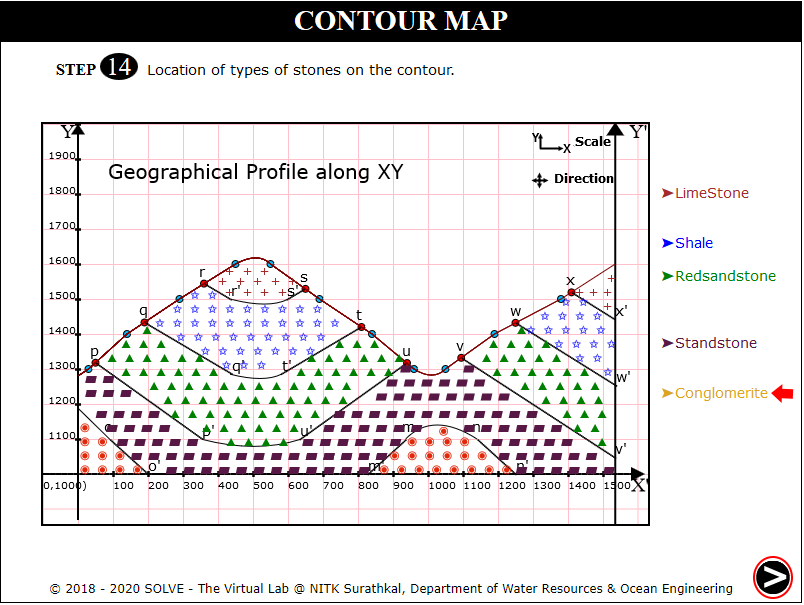 CONTOUR MAP
STEP 14 Location of types of stones on the contour.
Y Y'
Y X Scale
1900
Geographical Profile along XY
Direction
1800
LimeStone
1700
Shale
1600
r s x
r' s'
Redsandstone
1500
x'
q t w
1400
Standstone
p u v
1300
q' t' w'
Conglomerite
1200
o p' u' m n
1100
v'
o' m' n'
0,1000) 100 200 300 400 500 600 700 800 900 1000 1100 1200 1300 1400 1500 X'
© 2018 - 2020 SOLVE - The Virtual Lab @ NITK Surathkal, Department of Water Resources & Ocean Engineering